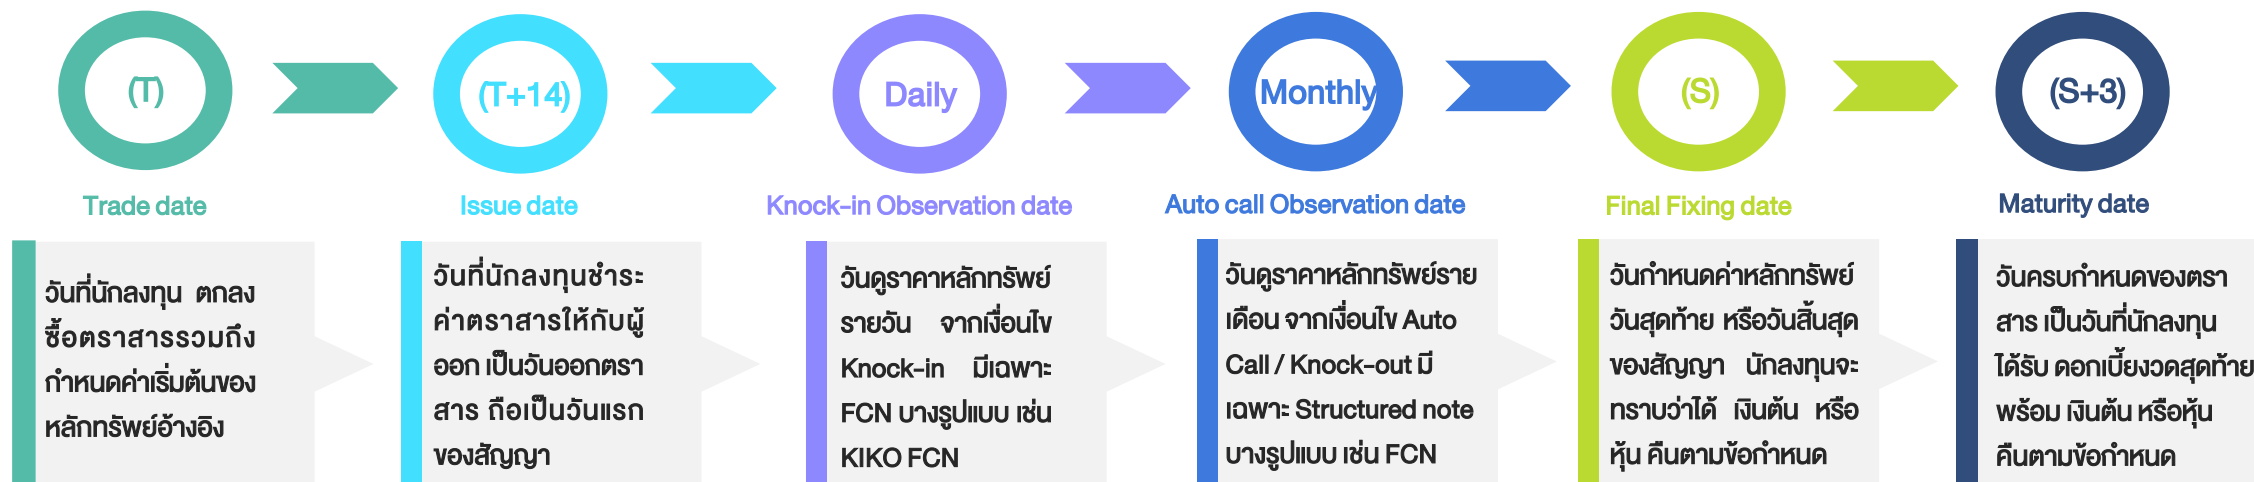 (T)
Trade date
วันที่นักลงทุน ตกลง
ซื้อตราสารรวมถึง
กำหนดค่าเริ่มต้นของ
หลักทรัพย์อ้างอิง
(T+14)
Issue date
วันที่นักลงทุนชำระ
ค่าตราสารให้กับผู้
ออก เป็นวันออกตรา
สาร ถือเป็นวันแรก
ของสัญญา
Daily
Knock-in Observation date
วันดูราคาหลักทรัพย์
รายวัน จากเงื่อนไข
Knock-in มีเฉพาะ
FCN บางรูปแบบ เช่น
KIKO FCN
Monthly
Auto call Observation date
วันดูราคาหลักทรัพย์ราย
เดือน จากเงื่อนไข Auto
Call / Knock-out มี
เฉพาะ Structured note
บางรูปแบบ เช่น FCN
(S)
Final Fixing date
วันกำหนดค่าหลักทรัพย์
วันสุดท้าย หรือวันสิ้นสุด
ของสัญญา นักลงทุนจะ
ทราบว่าได้ เงินต้น หรือ
หุ้น คืนตามข้อกำหนด
(S+3)
Maturity date
วันครบกำหนดของตรา
สาร เป็นวันที่นักลงทุน
ได้รับ ดอกเบี้ยงวดสุดท้าย
พร้อม เงินต้น หรือหุ้น
คืนตามข้อกำหนด